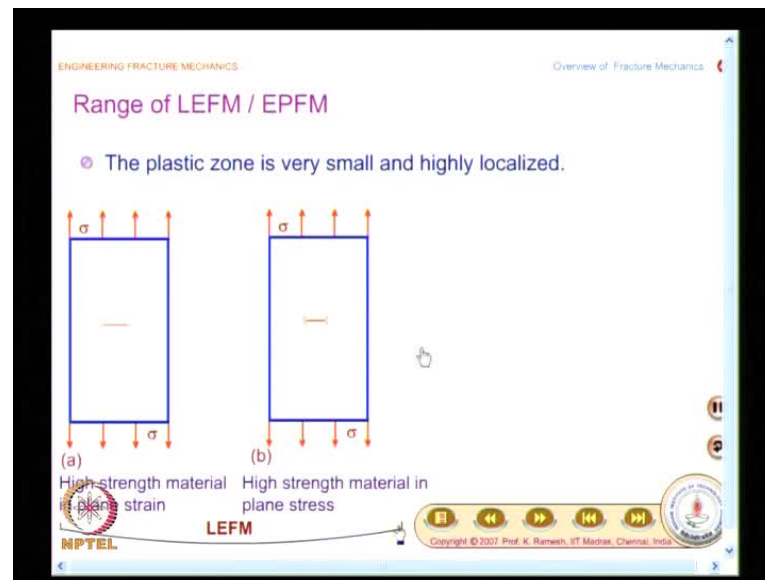 ENGINEERING FRACTURE MECHANICS
Overview of Fracture Mechanics
Range of LEFM / EPFM
The plastic zone is very small and highly localized.
σ
σ
σ
σ
(a)
(b)
High strength material
in plane strain
High strength material in
plane stress
LEFM
NPTEL
Copyright © 2007 Prof. K. Ramesh, IIT Madras, Chennai, India